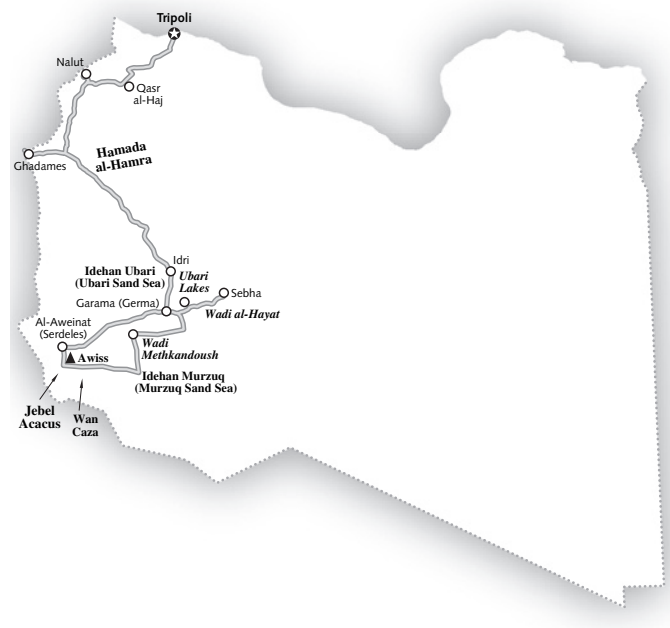 Tripoli
Nalut
Qasr
al-Haj
Hamada
al-Hamra
Ghadames
Idri
Idehan Ubari
(Ubari Sand Sea)
Ubari
Lakes
Sebha
Garama (Germa)
Wadi al-Hayat
Al-Aweinat
(Serdeles)
Wadi
Methkandoush
Awiss
Idehan Murzuq
(Murzuq Sand Sea)
Jebel
Acacus
Wan
Caza